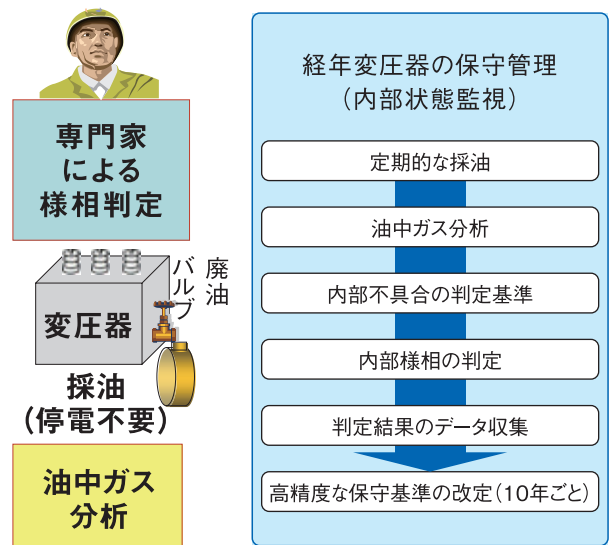 専門家
による
様相判定
変圧器
廃油
バルブ
採油
（停電不要）
油中ガス
分析
経年変圧器の保守管理
（内部状態監視）
定期的な採油
油中ガス分析
内部不具合の判定基準
内部様相の判定
判定結果のデータ収集
高精度な保守基準の改定（10年ごと）